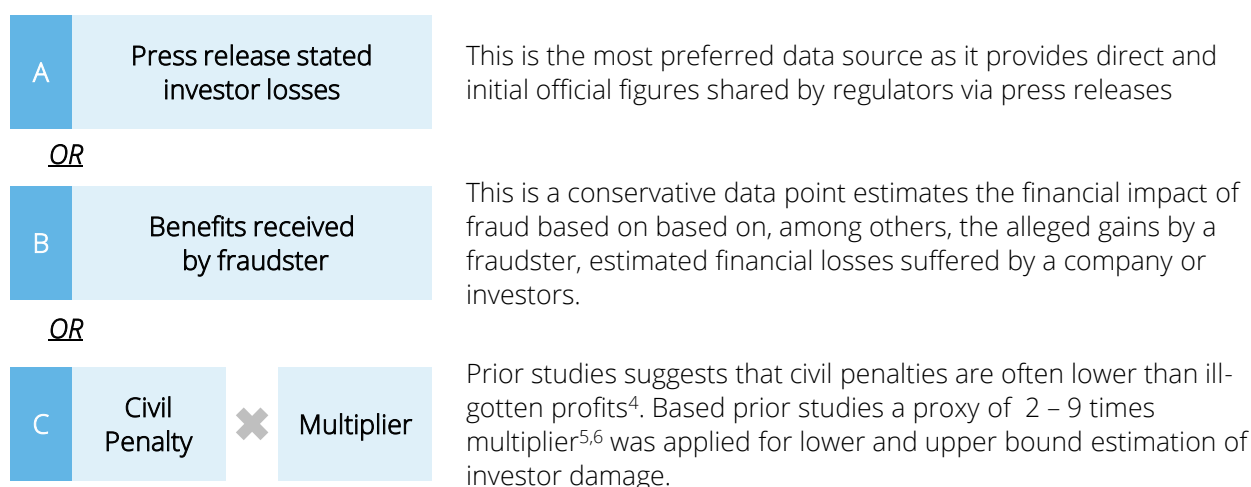 A
Press release stated
investor losses
This is the most preferred data source as it provides direct and
initial official figures shared by regulators via press releases
OR
B
Benefits received
by fraudster
This is a conservative data point estimates the financial impact of
fraud based on based on, among others, the alleged gains by a
fraudster, estimated financial losses suffered by a company or
investors.
OR
C
Civil
Penalty
Multiplier
Prior studies suggests that civil penalties are often lower than ill-
gotten profits⁴. Based prior studies a proxy of 2 – 9 times
multiplier⁵,⁶ was applied for lower and upper bound estimation of
investor damage.